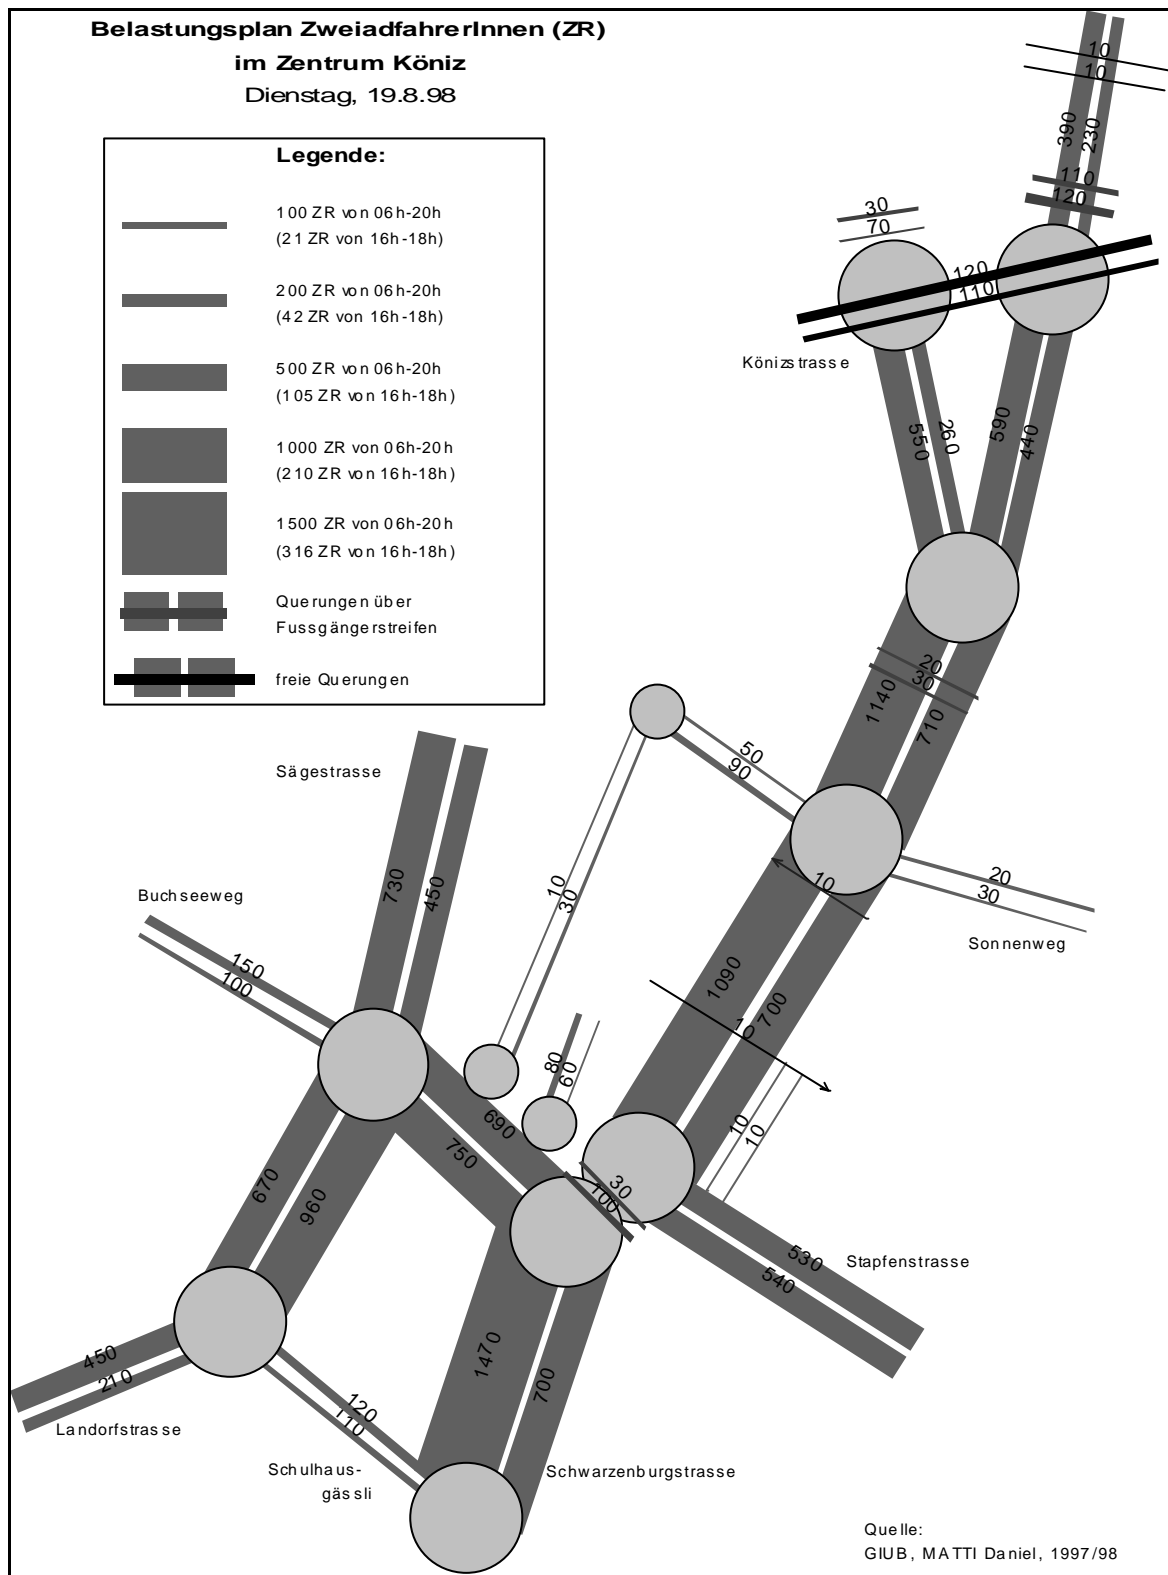 Belastungsplan ZweiadfahrerInnen (ZR)
im Zentrum Köniz
Dienstag, 19.8.98
Legende:
100 ZR von 06h-20h
(21 ZR von 16h-18h)
200 ZR von 06h-20h
(42 ZR von 16h-18h)
500 ZR von 06h-20h
(105 ZR von 16h-18h)
1000 ZR von 06h-20h
(210 ZR von 16h-18h)
1500 ZR von 06h-20h
(316 ZR von 16h-18h)
Querungen über
Fussgängerstreifen
freie Querungen
10
10
390
230
110
120
30
70
120
110
Könizstrasse
550
260
590
440
20
30
1140
710
50
90
10
30
10
20
30
Sonnenweg
Sägestrasse
730
450
Buchseeweg
150
100
1090
700
10
80
60
10
10
690
750
30
100
670
960
530
540
Stapfenstrasse
450
210
Landorfstrasse
120
110
Schulhaus-
gässli
1470
700
Schwarzenburgstrasse
Quelle:
GIUB, MATTI Daniel, 1997/98